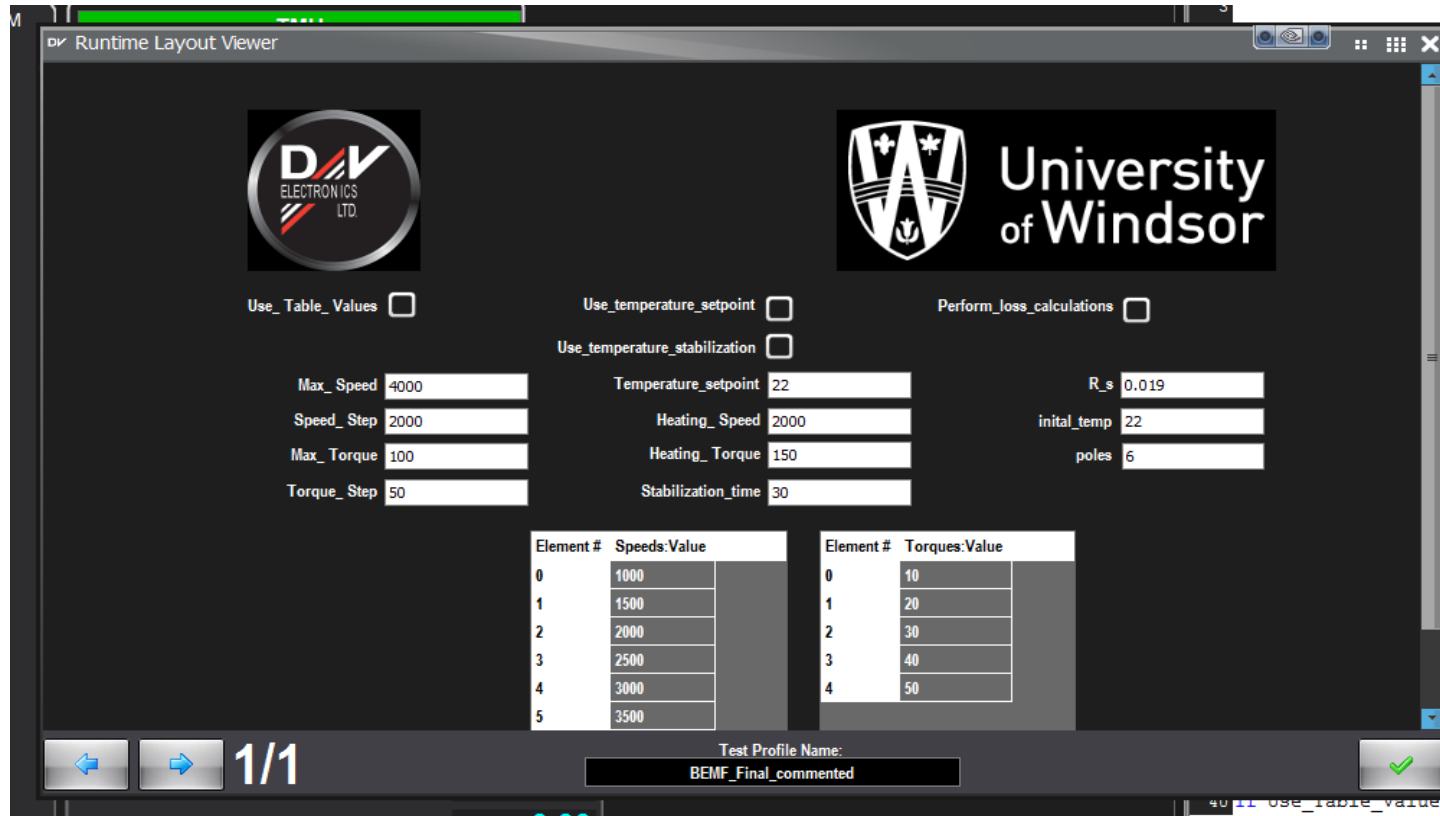 M
3
Runtime Layout Viewer
D&V
ELECTRONICS
LTD.
University
of Windsor
Use_ Table_ Values
Use_temperature_setpoint
Perform_loss_calculations
Use_temperature_stabilization
Max_ Speed 4000
Temperature_setpoint 22
R_s 0.019
Speed_ Step 2000
Heating_ Speed 2000
inital_temp 22
Max_ Torque 100
Heating_ Torque 150
poles 6
Torque_ Step 50
Stabilization_time 30
Element # Speeds:Value
0 1000
1 1500
2 2000
3 2500
4 3000
5 3500
Element # Torques:Value
0 10
1 20
2 30
3 40
4 50
1/1
Test Profile Name:
BEMF_Final_commented
40 if Use_Table_Value